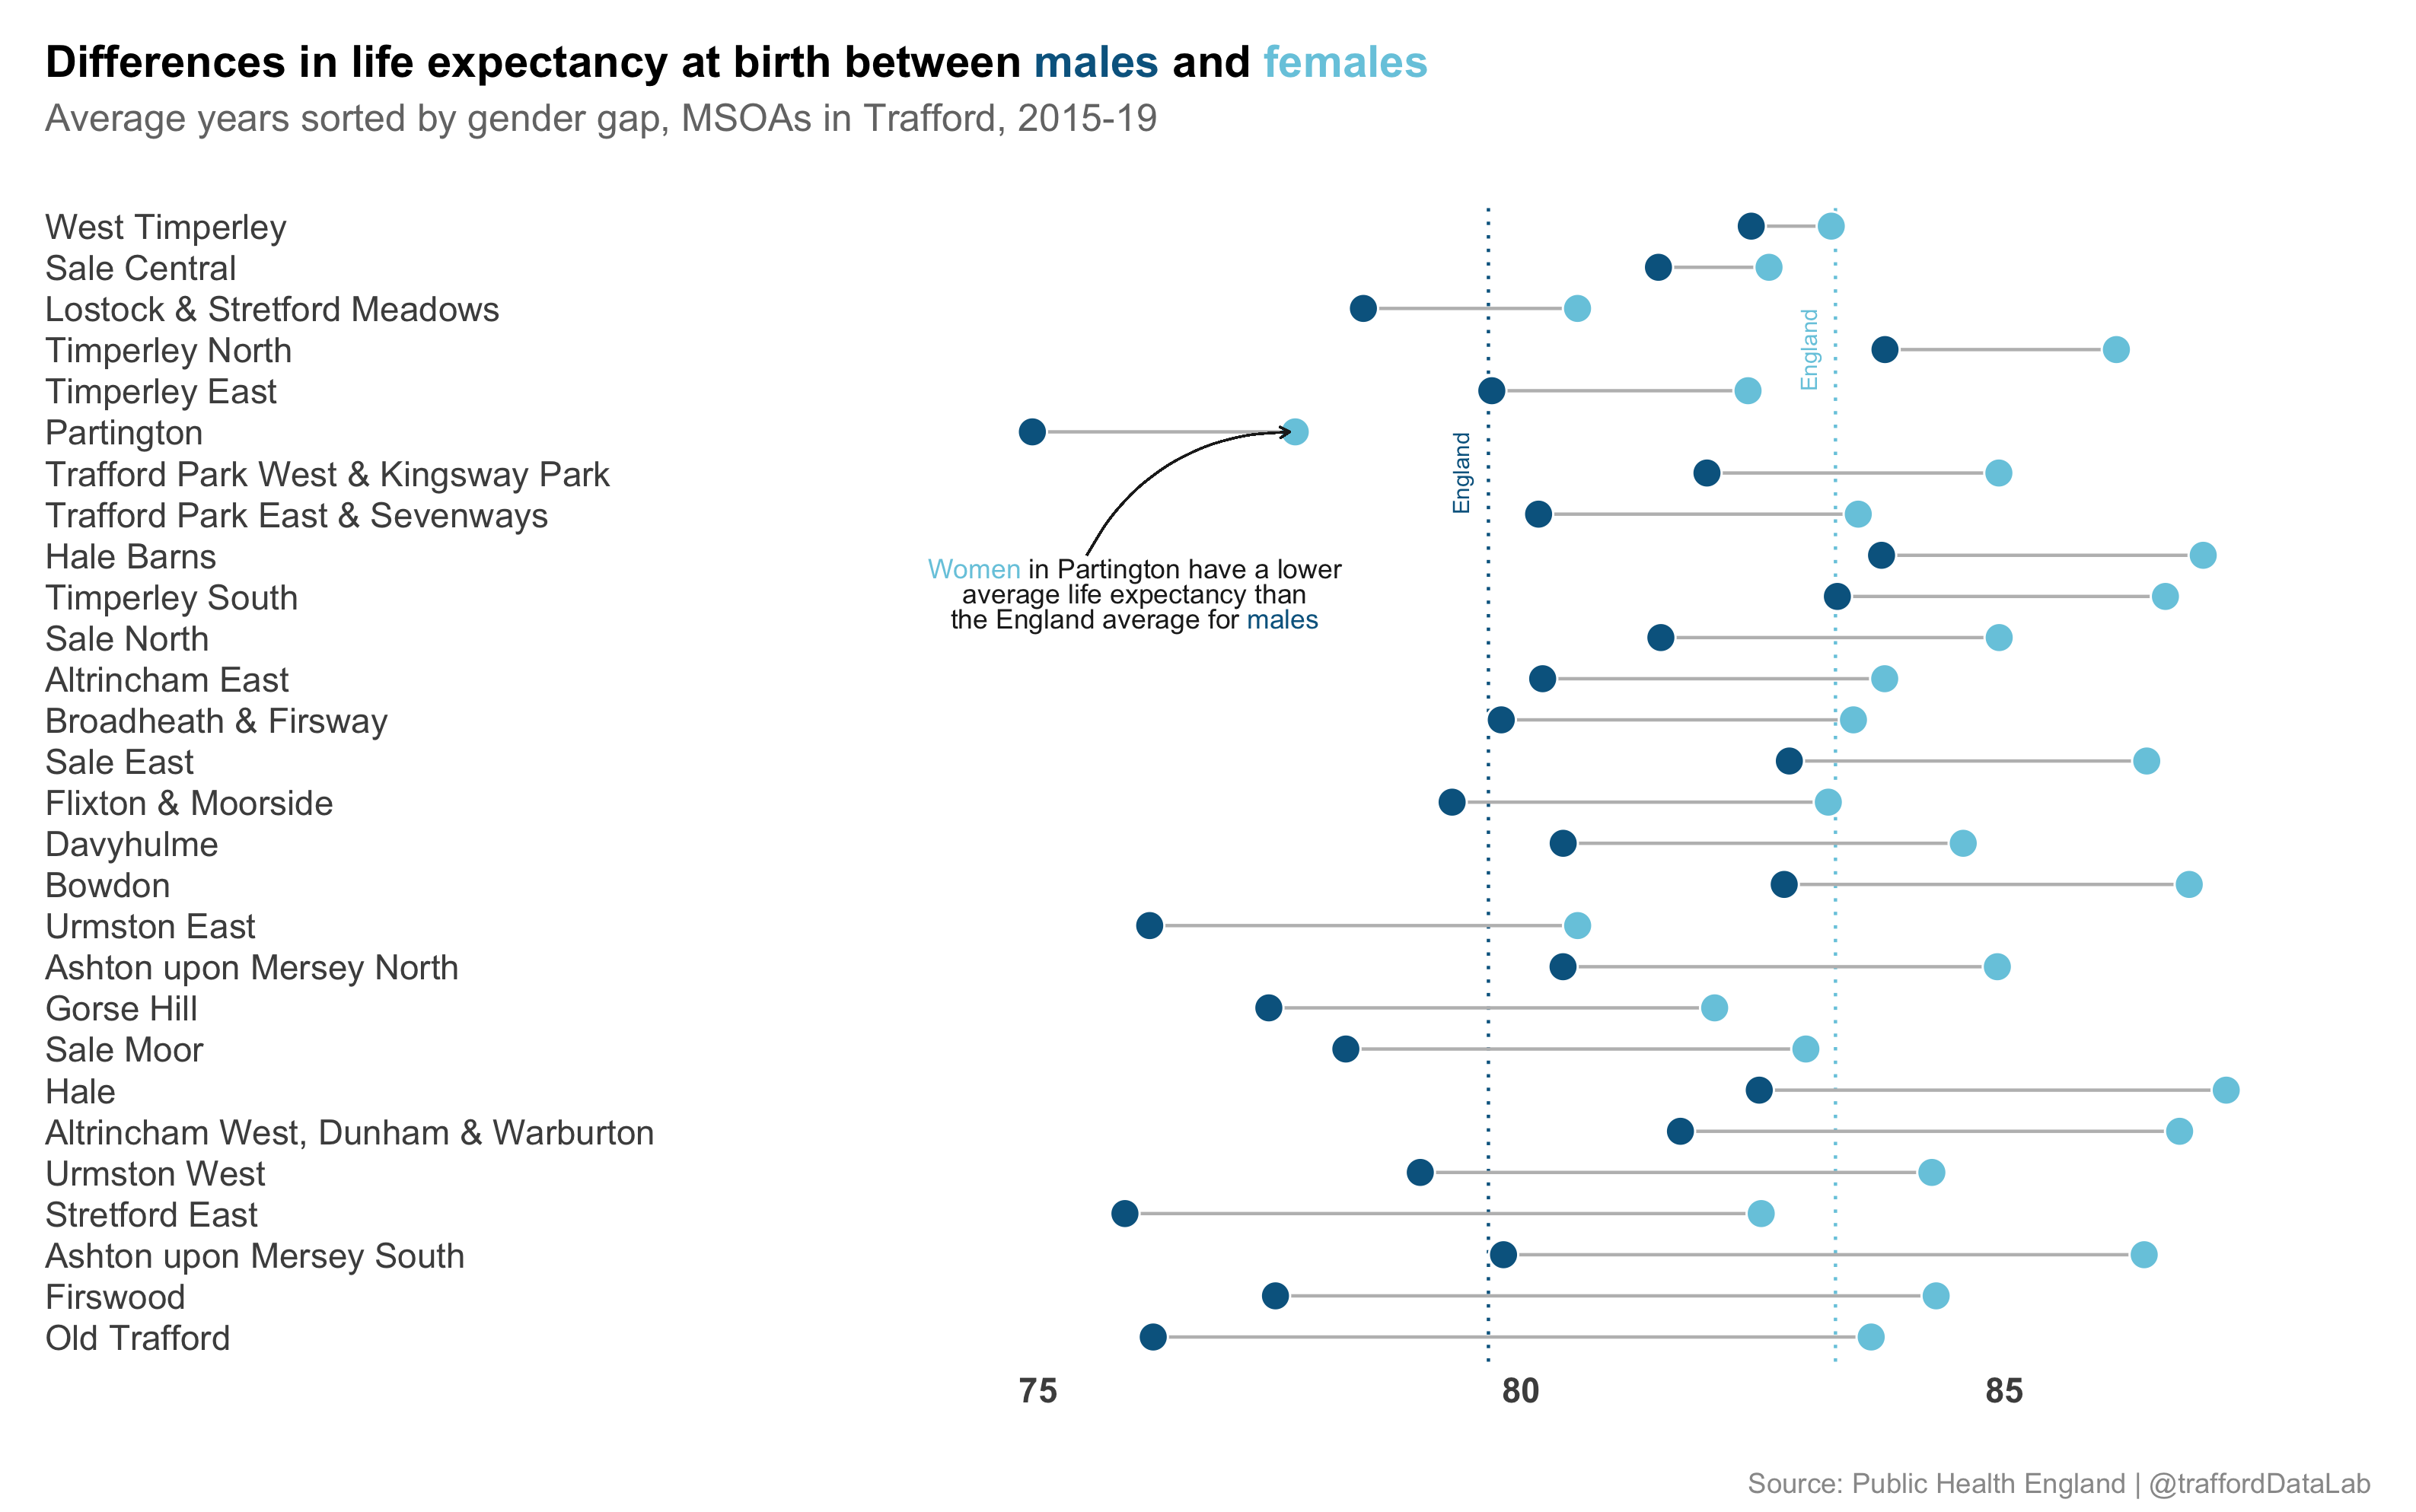 Differences in life expectancy at birth between males and females
Average years sorted by gender gap, MSOAs in Trafford, 2015-19
West Timperley
Sale Central
Lostock & Stretford Meadows
Timperley North
Timperley East
Partington
Trafford Park West & Kingsway Park
Trafford Park East & Sevenways
Hale Barns
Timperley South
Sale North
Altrincham East
Broadheath & Firsway
Sale East
Flixton & Moorside
Davyhulme
Bowdon
Urmston East
Ashton upon Mersey North
Gorse Hill
Sale Moor
Hale
Altrincham West, Dunham & Warburton
Urmston West
Stretford East
Ashton upon Mersey South
Firswood
Old Trafford
England
England
Women in Partington have a lower
average life expectancy than
the England average for males
75 80 85
Source: Public Health England | @traffordDataLab